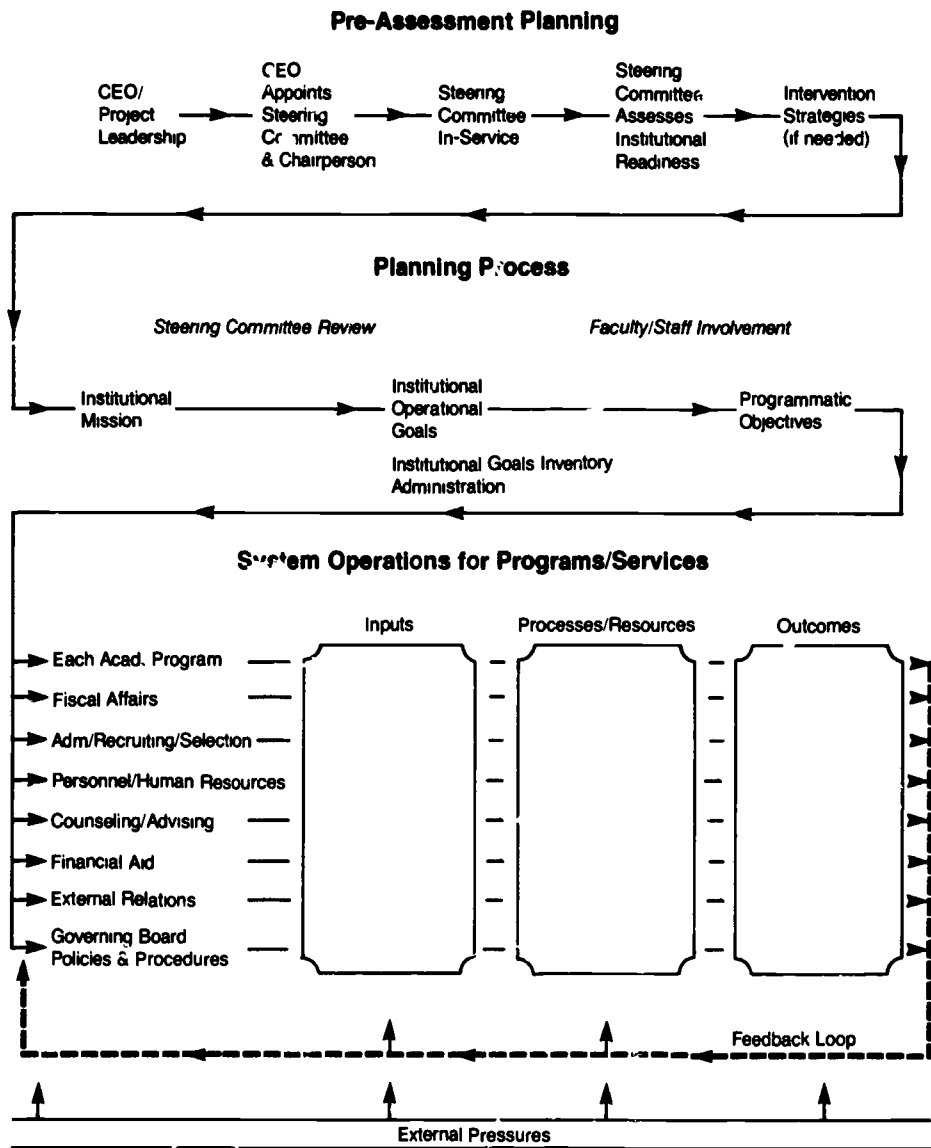 Pre-Assessment Planning
CEO/
Project
Leadership
CEO
Appoints
Steering
Committee
& Chairperson
Steering
Committee
In-Service
Steering
Committee
Assesses
Institutional
Readiness
Intervention
Strategies
(if needed)
Planning Process
Steering Committee Review
Faculty/Staff Involvement
Institutional
Mission
Institutional
Operational
Goals
Programmatic
Objectives
Institutional Goals Inventory
Administration
System Operations for Programs/Services
Inputs
Processes/Resources
Outcomes
Each Acad. Program
Fiscal Affairs
Adm/Recruiting/Selection
Personnel/Human Resources
Counseling/Advising
Financial Aid
External Relations
Governing Board
Policies & Procedures
Feedback Loop
External Pressures